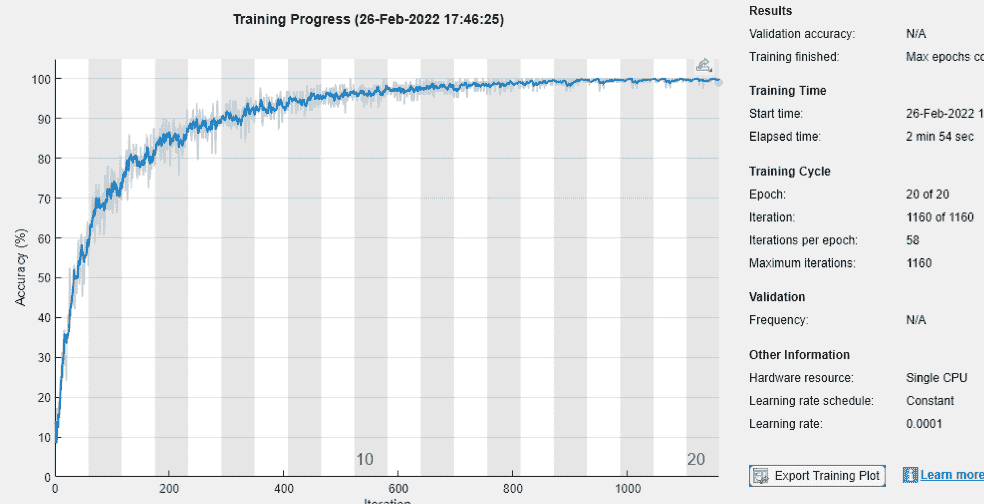 Training Progress (26-Feb-2022 17:46:25)
100
90
80
70
60
50
40
30
20
10
0
Accuracy (%)
10
20
0
200
400
600
800
1000
Iteration
Results
Validation accuracy: N/A
Training finished: Max epochs co
Training Time
Start time: 26-Feb-2022 1
Elapsed time: 2 min 54 sec
Training Cycle
Epoch: 20 of 20
Iteration: 1160 of 1160
Iterations per epoch: 58
Maximum iterations: 1160
Validation
Frequency: N/A
Other Information
Hardware resource: Single CPU
Learning rate schedule: Constant
Learning rate: 0.0001
Export Training Plot
Learn more